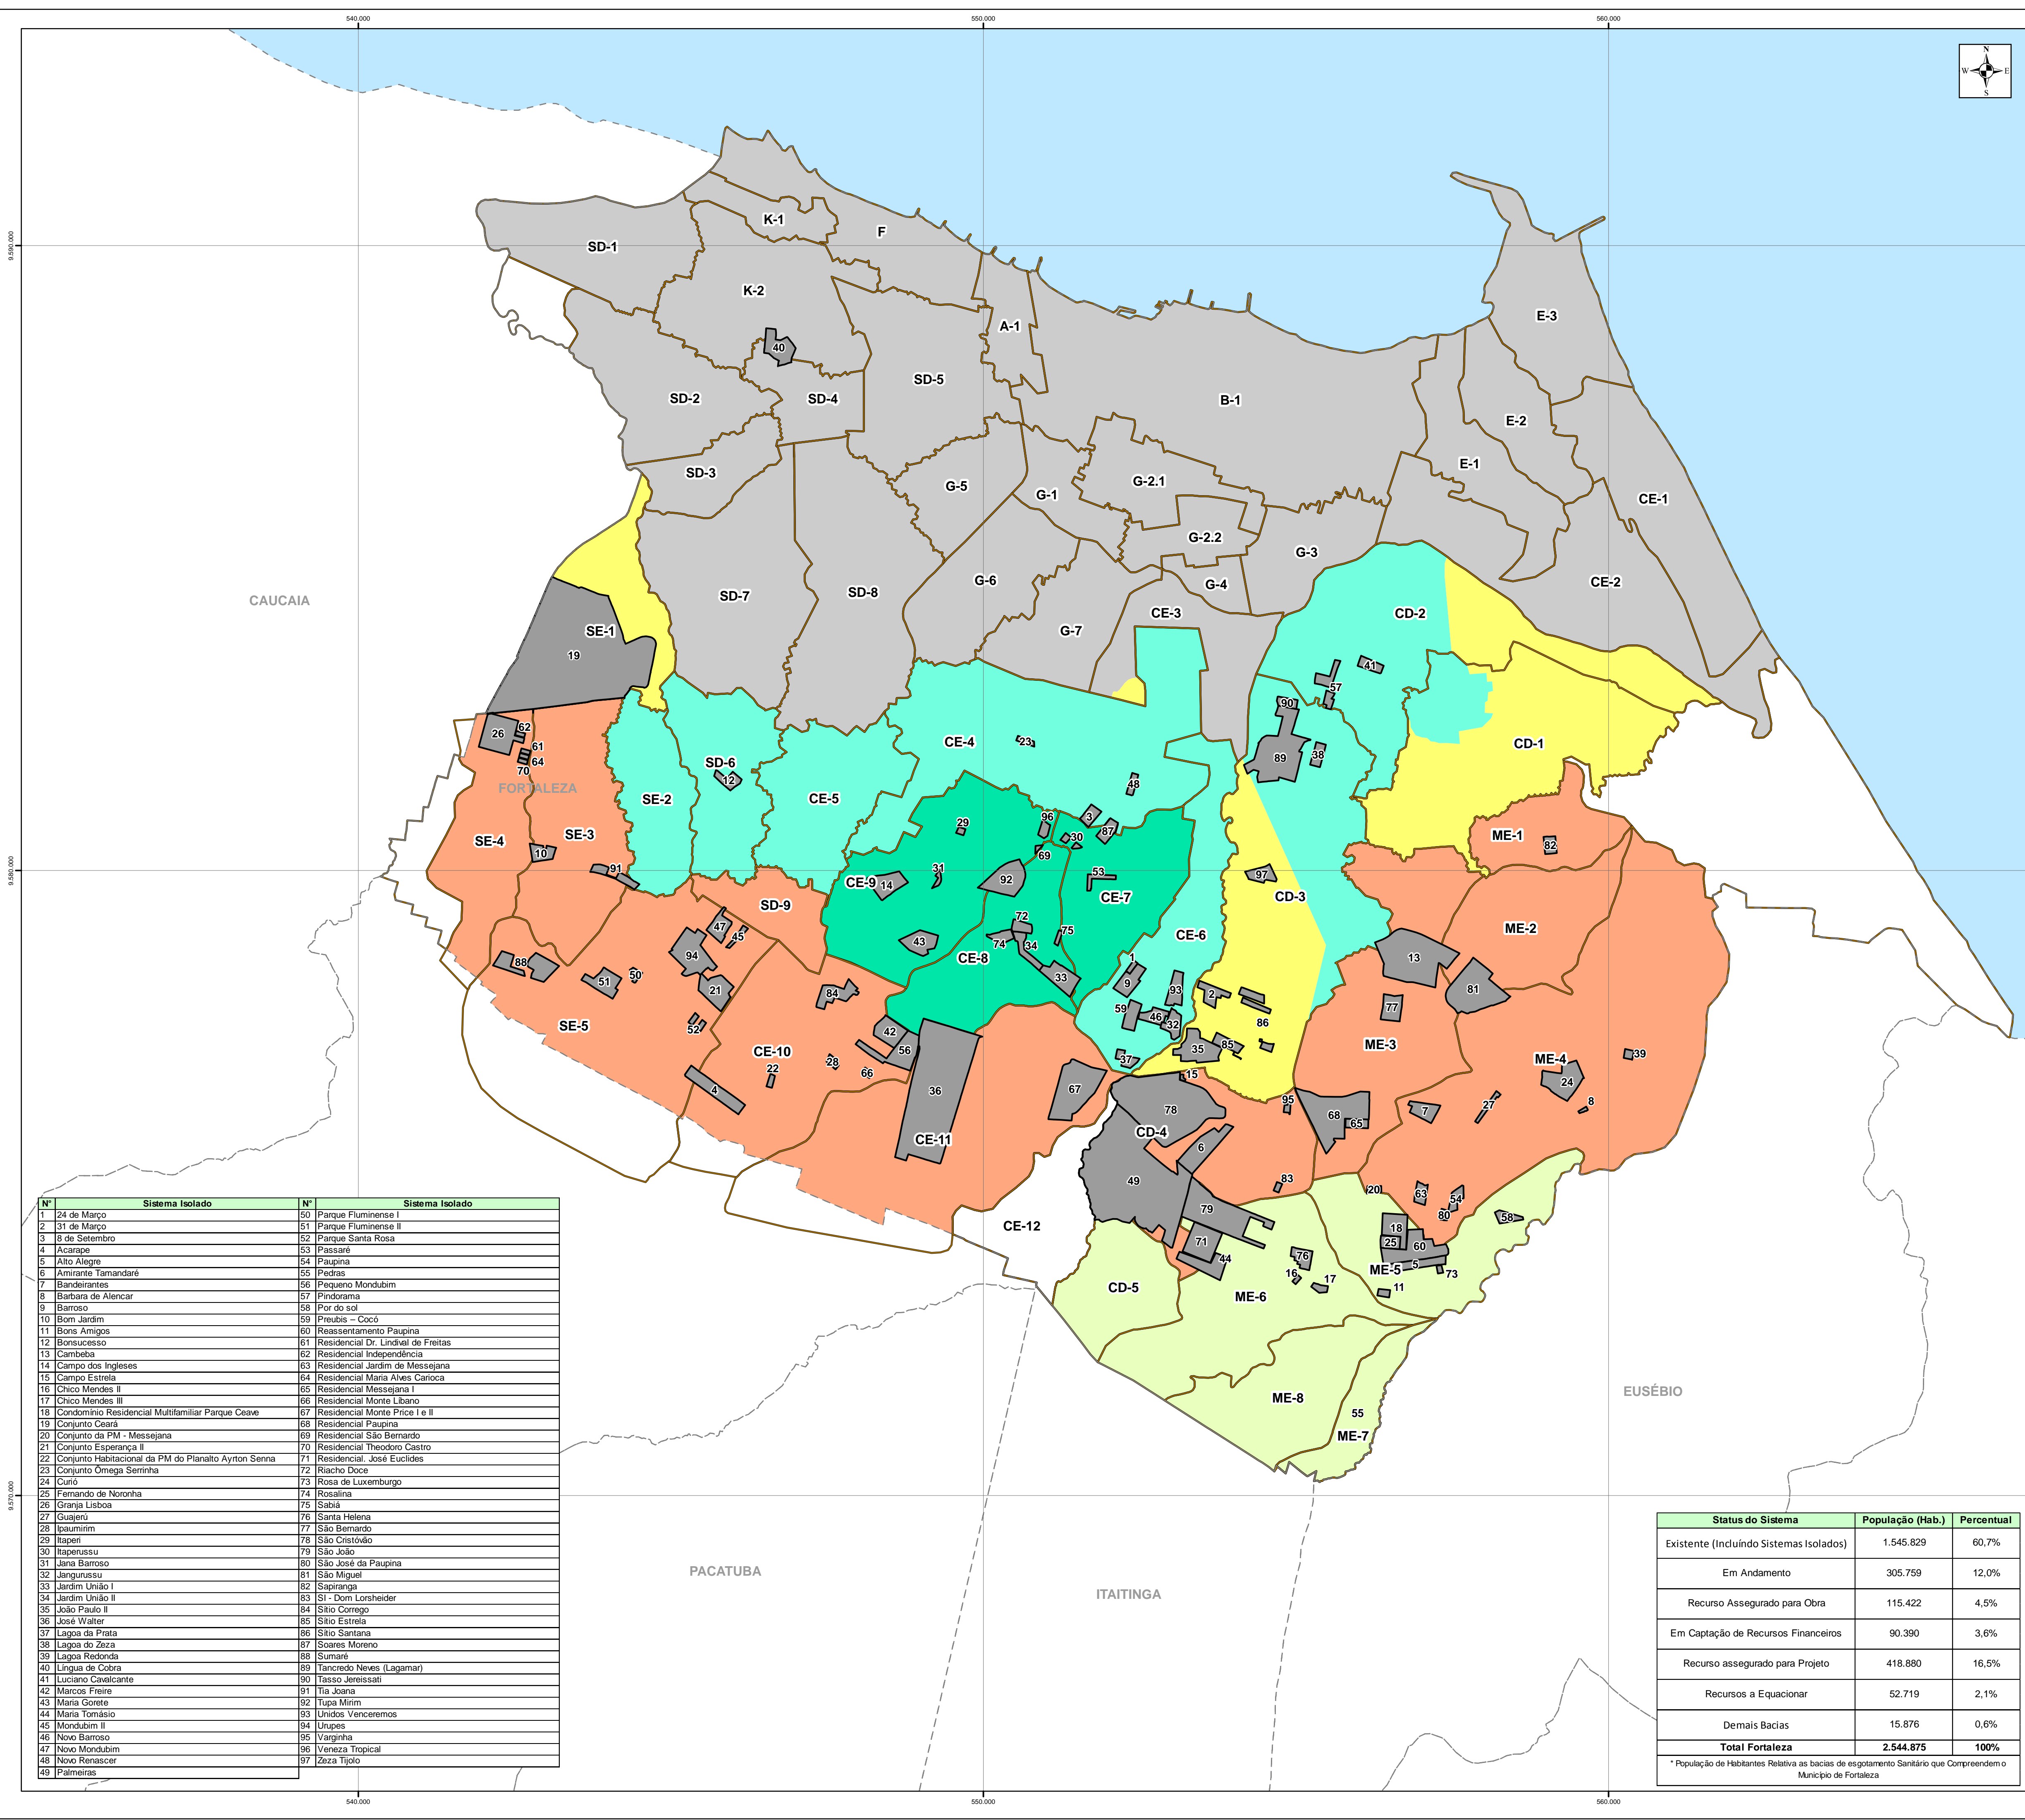 540.000
550.000
560.000
N
W E
S
9.590.000
9.580.000
9.570.000
K-1
F
SD-1
K-2
A-1
E-3
40
SD-5
SD-2
SD-4
B-1
E-2
SD-3
E-1
G-5
G-1
G-2.1
CE-1
G-2.2
G-3
G-6
G-4
CE-2
CAUCAIA
SD-7
SD-8
CE-3
CD-2
SE-1
G-7
19
41
57
90
62
26
61
64
70
SD-6
CE-4
23
CD-1
89
38
12
48
FORTALEZA
SE-2
CE-5
SE-4
SE-3
29
96
3
30
87
ME-1
82
10
69
91
31
53
97
CE-9
14
92
CE-7
CD-3
SD-9
72
47
45
75
ME-2
43
74
34
CE-6
94
CE-8
1
13
88
50
51
33
9
93
2
81
21
84
59
77
46
32
86
52
SE-5
42
35
85
ME-3
CE-10
56
28
22
66
37
ME-4
39
4
36
67
15
24
78
95
68
65
7
27
8
CD-4
CE-11
6
49
83
20
63
54
79
80
58
CE-12
18
71
25
60
44
76
5
16
17
ME-5
73
11
CD-5
ME-6
ME-8
55
ME-7
EUSÉBIO
PACATUBA
ITAITINGA
N° Sistema Isolado N° Sistema Isolado
1 24 de Março 50 Parque Fluminense I
2 31 de Março 51 Parque Fluminense II
3 8 de Setembro 52 Parque Santa Rosa
4 Acarape 53 Passaré
5 Alto Alegre 54 Paupina
6 Amirante Tamandaré 55 Pedras
7 Bandeirantes 56 Pequeno Mondubim
8 Barbara de Alencar 57 Pindorama
9 Barroso 58 Por do sol
10 Bom Jardim 59 Preubis – Cocó
11 Bons Amigos 60 Reassentamento Paupina
12 Bonsucesso 61 Residencial Dr. Lindival de Freitas
13 Cambeba 62 Residencial Independência
14 Campo dos Ingleses 63 Residencial Jardim de Messejana
15 Campo Estrela 64 Residencial Maria Alves Carioca
16 Chico Mendes II 65 Residencial Messejana I
17 Chico Mendes III 66 Residencial Monte Líbano
18 Condomínio Residencial Multifamiliar Parque Ceave 67 Residencial Monte Price I e II
19 Conjunto Ceará 68 Residencial Paupina
20 Conjunto da PM - Messejana 69 Residencial São Bernardo
21 Conjunto Esperança II 70 Residencial Theodoro Castro
22 Conjunto Habitacional da PM do Planalto Ayrton Senna 71 Residencial. José Euclides
23 Conjunto Ômega Serrinha 72 Riacho Doce
24 Curió 73 Rosa de Luxemburgo
25 Fernando de Noronha 74 Rosalina
26 Granja Lisboa 75 Sabiá
27 Guajerú 76 Santa Helena
28 Ipaumirim 77 São Bernardo
29 Itaperi 78 São Cristóvão
30 Itaperussu 79 São João
31 Jana Barroso 80 São José da Paupina
32 Jangurussu 81 São Miguel
33 Jardim União I 82 Sapiranga
34 Jardim União II 83 SI - Dom Lorsheider
35 João Paulo II 84 Sítio Corrego
36 José Walter 85 Sítio Estrela
37 Lagoa da Prata 86 Sítio Santana
38 Lagoa do Zeza 87 Soares Moreno
39 Lagoa Redonda 88 Sumaré
40 Língua de Cobra 89 Tancredo Neves (Lagamar)
41 Luciano Cavalcante 90 Tasso Jereissati
42 Marcos Freire 91 Tia Joana
43 Maria Gorete 92 Tupa Mirim
44 Maria Tomásio 93 Unidos Venceremos
45 Mondubim II 94 Urupes
46 Novo Barroso 95 Varginha
47 Novo Mondubim 96 Veneza Tropical
48 Novo Renascer 97 Zeza Tijolo
49 Palmeiras
Status do Sistema População (Hab.) Percentual
Existente (Incluíndo Sistemas Isolados) 1.545.829 60,7%
Em Andamento 305.759 12,0%
Recurso Assegurado para Obra 115.422 4,5%
Em Captação de Recursos Financeiros 90.390 3,6%
Recurso assegurado para Projeto 418.880 16,5%
Recursos a Equacionar 52.719 2,1%
Demais Bacias 15.876 0,6%
Total Fortaleza 2.544.875 100%
* População de Habitantes Relativa as bacias de esgotamento Sanitário que Compreendem o
Município de Fortaleza
540.000
550.000
560.000